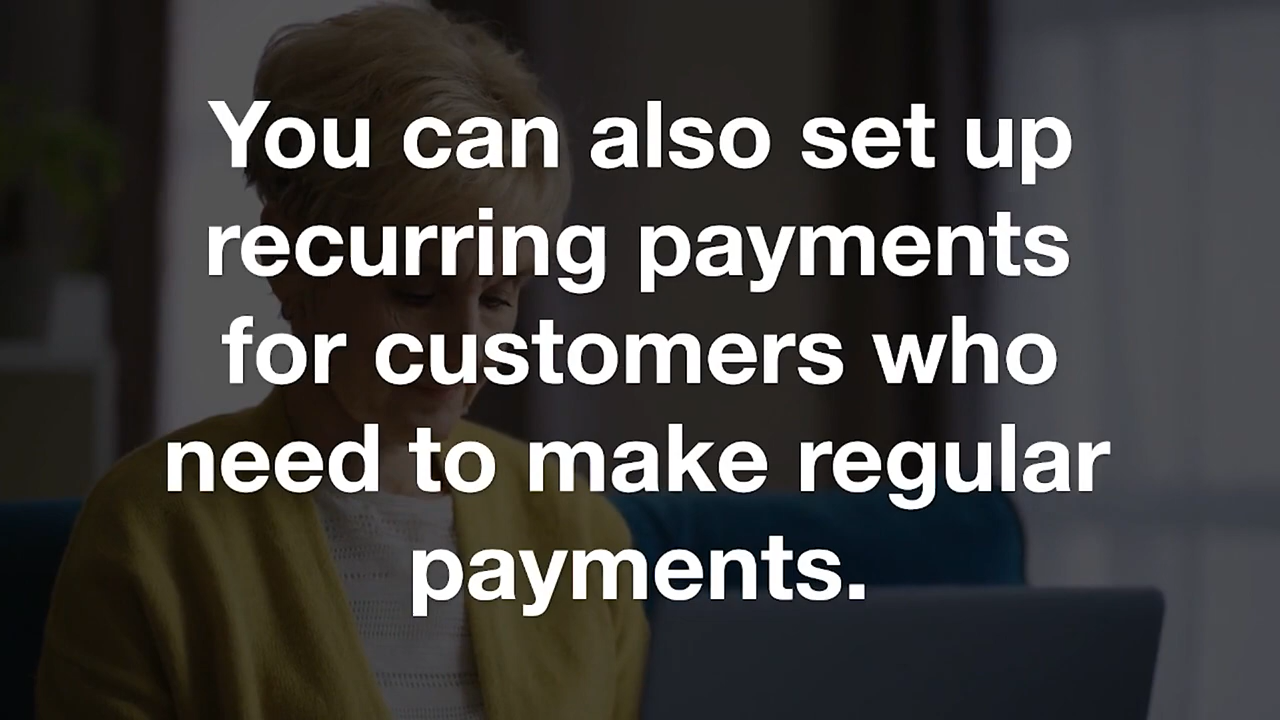 You can also set up
recurring payments
for customers who
need to make regular
payments.